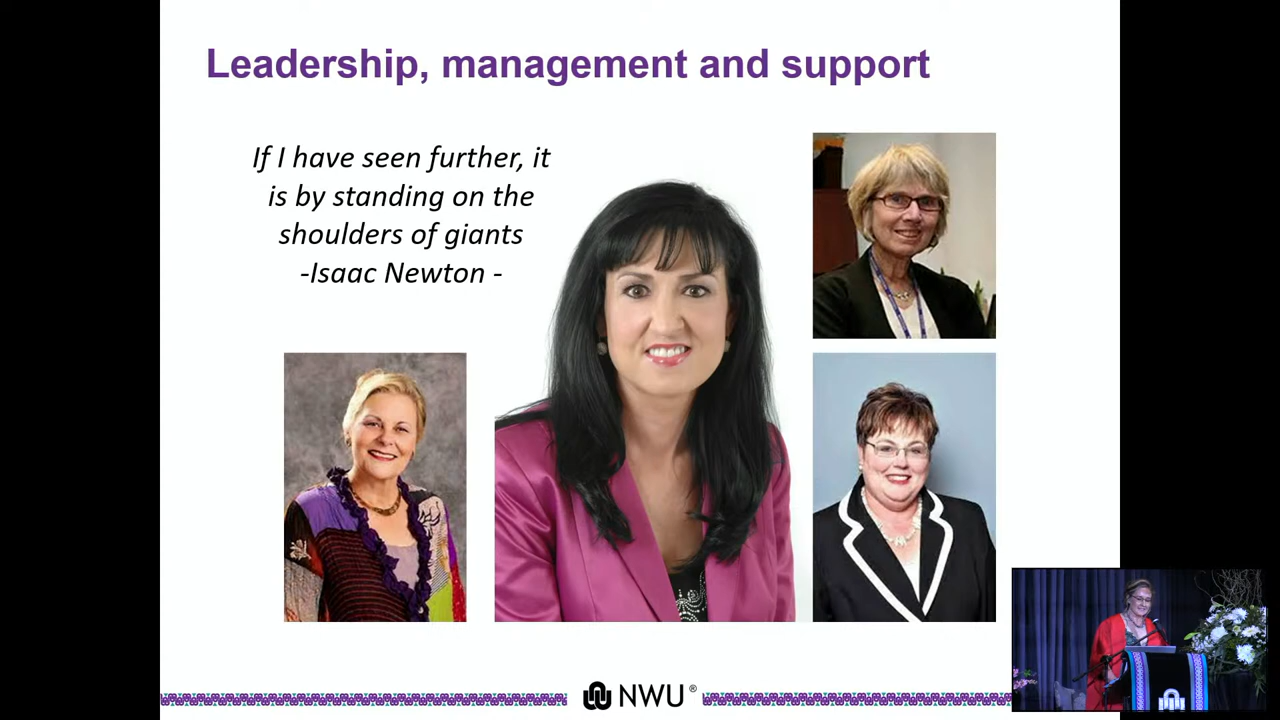 Leadership, management and support
If I have seen further, it
is by standing on the
shoulders of giants
-Isaac Newton -
NWU®